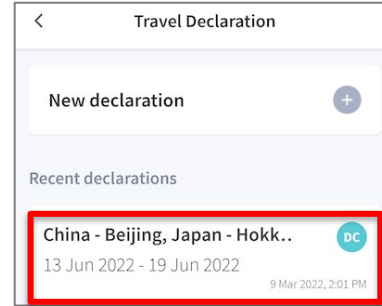 Travel Declaration
New declaration
Recent declarations
China - Beijing, Japan - Hokk..
DC
13 Jun 2022 - 19 Jun 2022
9 Mar 2022, 2:01 PM